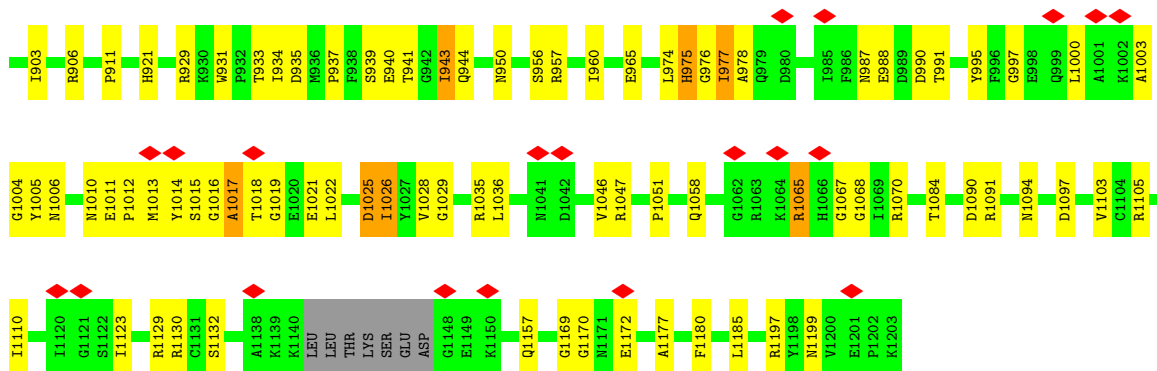 I903 R906 P911 H921 R929 K930 W931 P932 T933 I934 D935 M936 P937 F938 S939 E940 T941 G942 I943 Q944 N950 S956 R957 I960 E965 L974 H975 G976 I977 A978 Q979 D980 I985 F986 N987 E988 D989 D990 T991 Y995 F996 G997 E998 Q999 L1000 A1001 K1002 A1003
G1004 Y1005 N1006 N1010 E1011 P1012 M1013 Y1014 S1015 G1016 A1017 T1018 G1019 E1020 E1021 L1022 D1025 I1026 Y1027 V1028 G1029 R1035 L1036 N1041 D1042 V1046 R1047 P1051 Q1058 G1062 R1063 K1064 R1065 H1066 G1067 G1068 I1069 R1070 T1084 D1090 R1091 N1094 D1097 V1103 C1104 R1105
I1110 I1120 G1121 S1122 I1123 R1129 R1130 C1131 S1132 A1138 K1139 K1140 LEU LEU THR LYS SER GLU ASP G1148 E1149 K1150 Q1157 G1169 G1170 N1171 E1172 A1177 F1180 L1185 R1197 Y1198 N1199 V1200 E1201 P1202 K1203